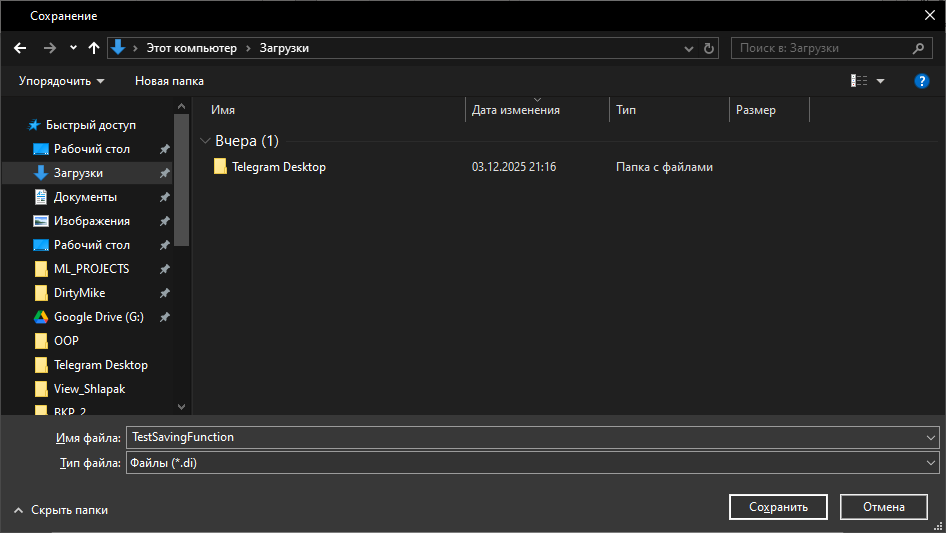 Сохранение
Этот компьютер Загрузки
Поиск в: Загрузки
Упорядочить Новая папка
Имя Дата изменения Тип Размер
Быстрый доступ
Рабочий стол
Загрузки
Документы
Изображения
Рабочий стол
ML_PROJECTS
DirtyMike
Google Drive (G:)
OOP
Telegram Desktop
View_Shlapak
BKP_2
Вчера (1)
Telegram Desktop 03.12.2025 21:16 Папка с файлами
Имя файла: TestSavingFunction
Тип файла: Файлы (*.di)
Скрыть папки
Сохранить Отмена